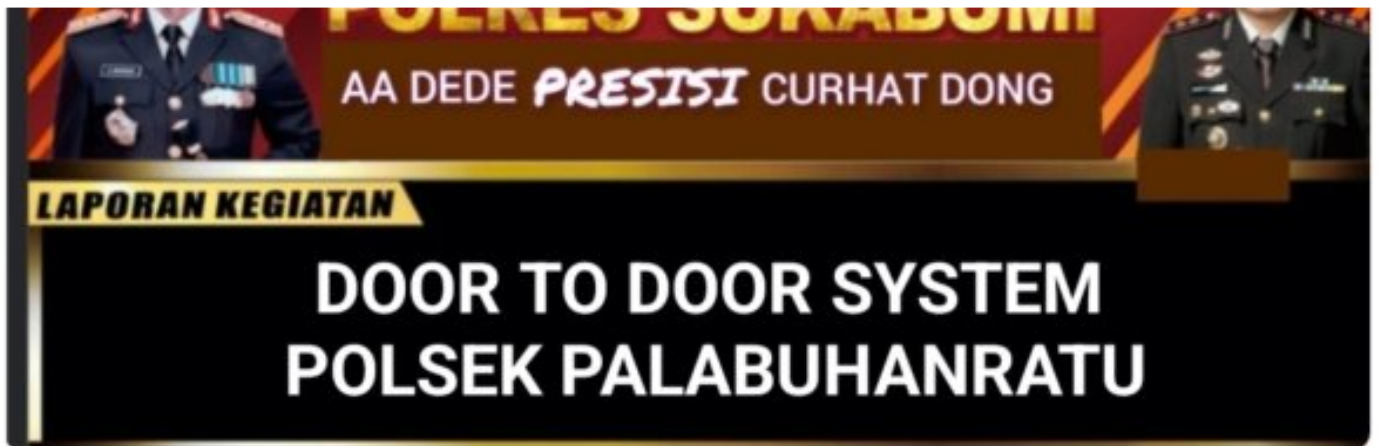 POLRES SUKABUMI
AA DEDE PRESISI CURHAT DONG
LAPORAN KEGIATAN
DOOR TO DOOR SYSTEM
POLSEK PALABUHANRATU